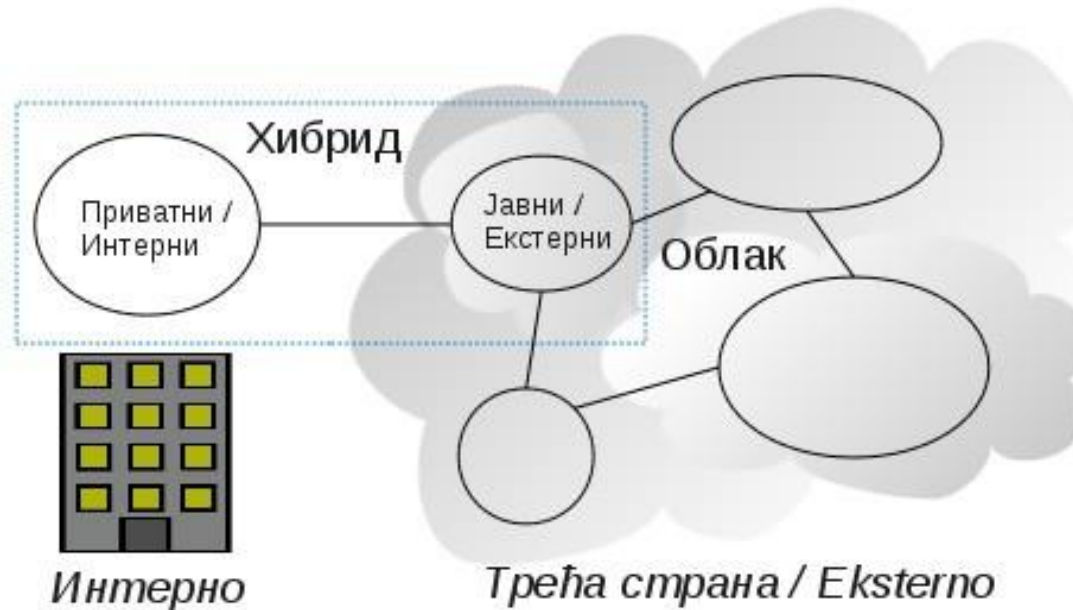 Хибрид
Приватни /
Интерни
Јавни /
Екстерни
Облак
Интерно
Трећа страна / Eksterno